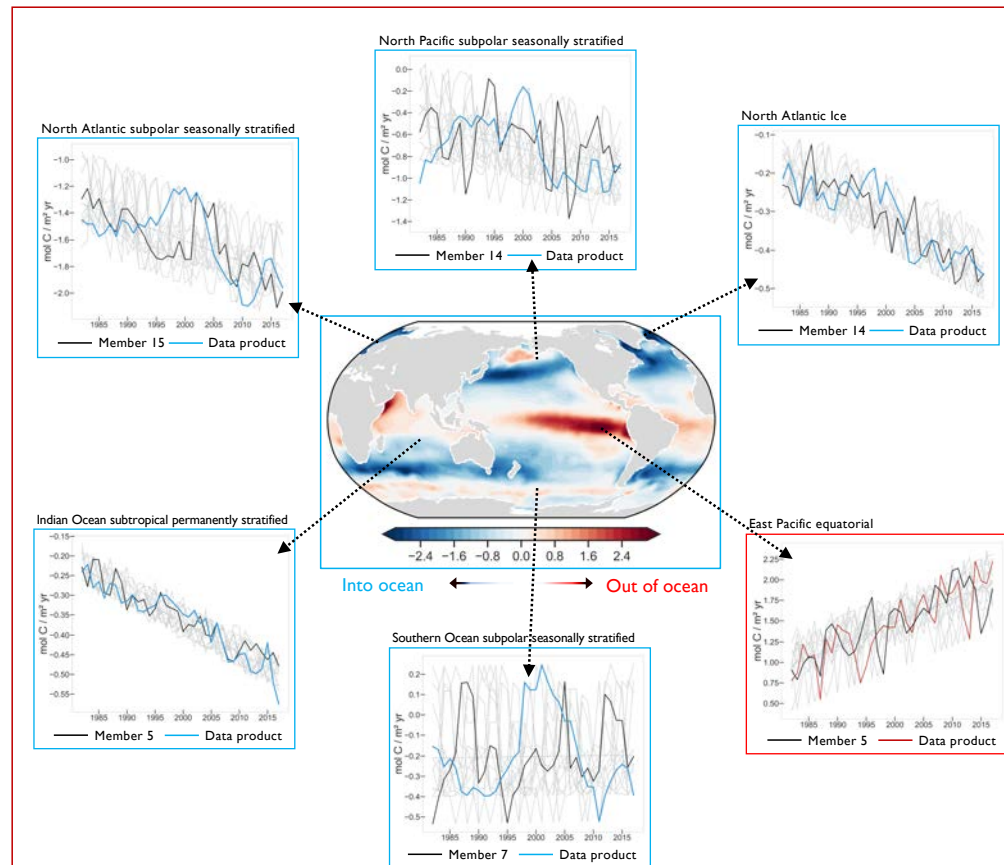 North Pacific subpolar seasonally stratified
mol C / m² yr
0.0
−0.2
−0.4
−0.6
−0.8
−1.0
−1.2
−1.4
1985 1990 1995 2000 2005 2010 2015
Member 14 Data product
North Atlantic subpolar seasonally stratified
mol C / m² yr
−1.0
−1.2
−1.4
−1.6
−1.8
−2.0
1985 1990 1995 2000 2005 2010 2015
Member 15 Data product
North Atlantic Ice
mol C / m² yr
−0.1
−0.2
−0.3
−0.4
−0.5
1985 1990 1995 2000 2005 2010 2015
Member 14 Data product
−2.4 −1.6 −0.8 0.0 0.8 1.6 2.4
Into ocean Out of ocean
Indian Ocean subtropical permanently stratified
mol C / m² yr
−0.15
−0.20
−0.25
−0.30
−0.35
−0.40
−0.45
−0.50
−0.55
1985 1990 1995 2000 2005 2010 2015
Member 5 Data product
East Pacific equatorial
mol C / m² yr
2.25
2.00
1.75
1.50
1.25
1.00
0.75
0.50
1985 1990 1995 2000 2005 2010 2015
Member 5 Data product
Southern Ocean subpolar seasonally stratified
mol C / m² yr
0.2
0.1
0.0
−0.1
−0.2
−0.3
−0.4
−0.5
1985 1990 1995 2000 2005 2010 2015
Member 7 Data product